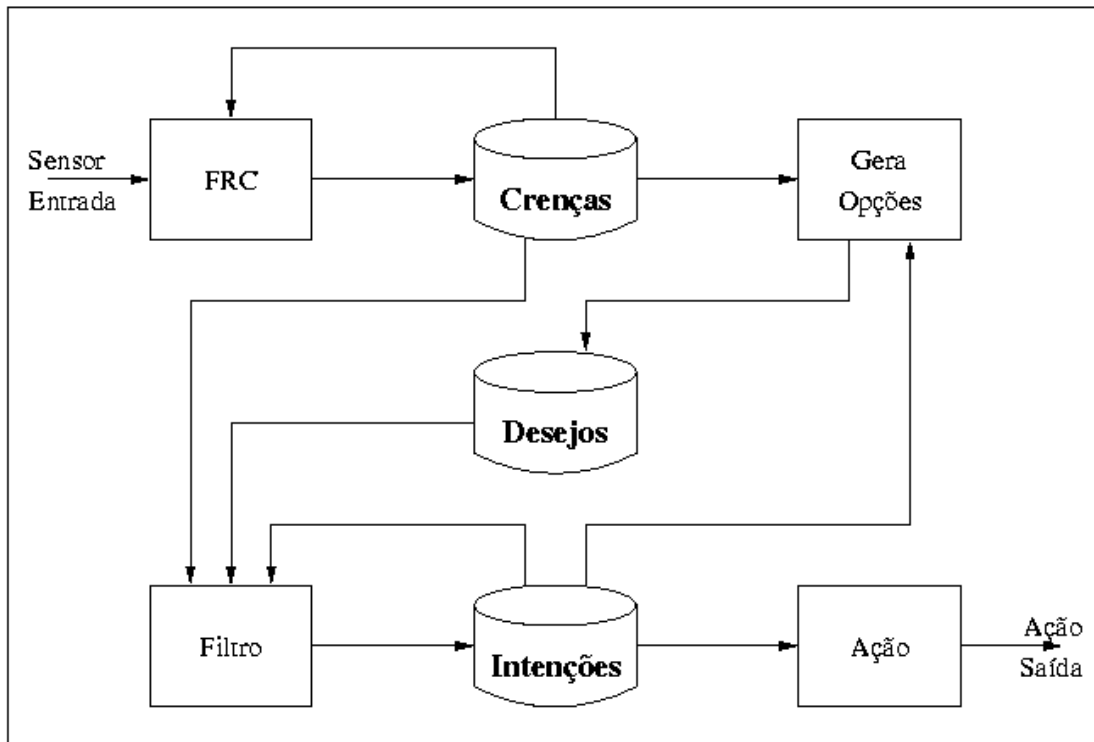 Sensor
Entrada
FRC
Crenças
Gera
Opções
Desejos
Filtro
Intenções
Ação
Ação
Saída